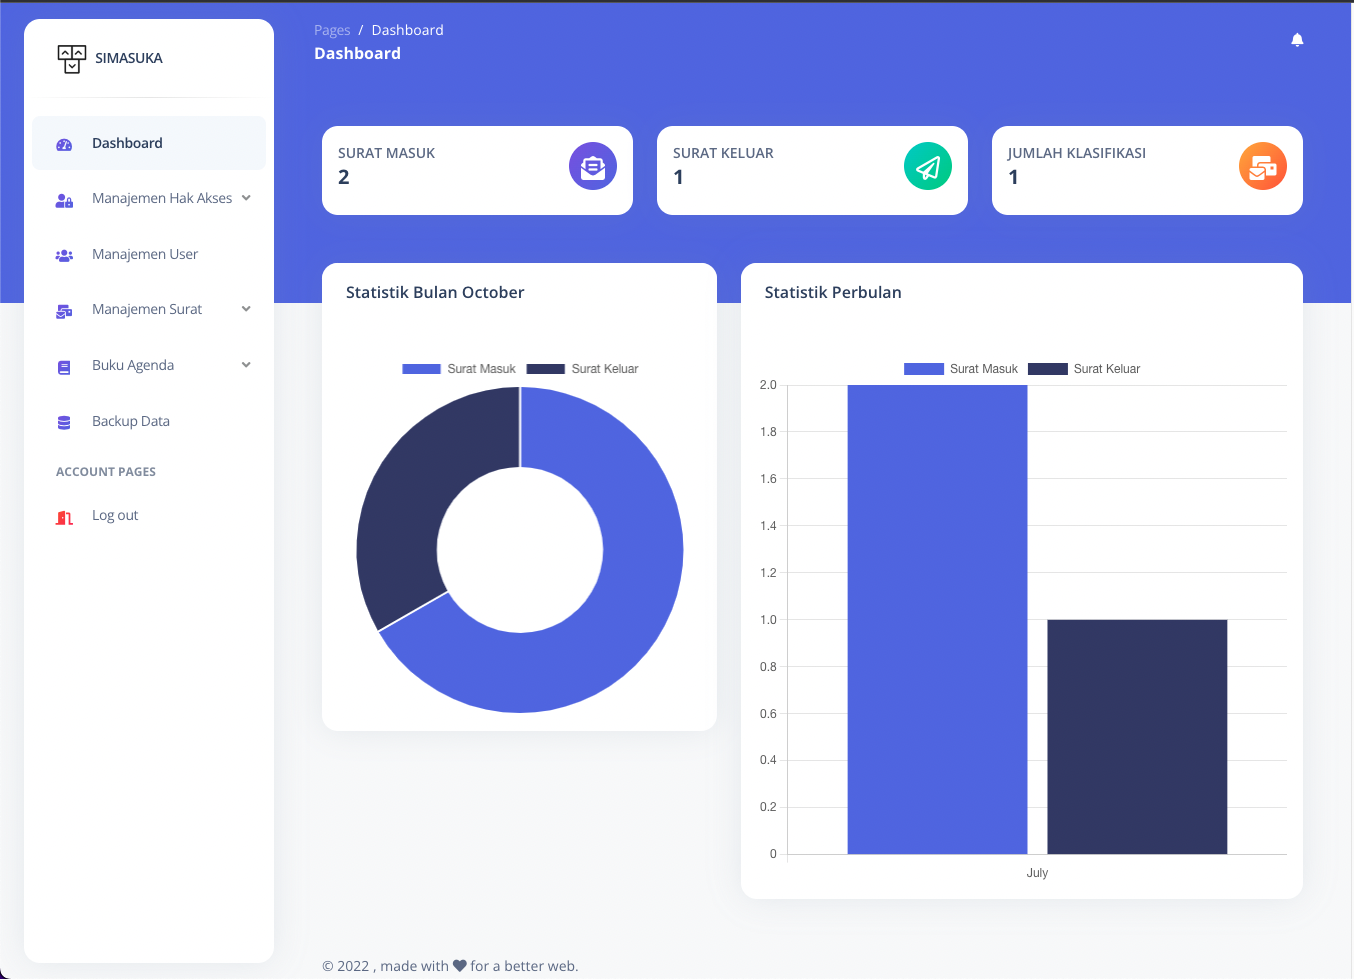 SIMASUKA
Dashboard
Manajemen Hak Akses
Manajemen User
Manajemen Surat
Buku Agenda
Backup Data
ACCOUNT PAGES
Log out
Pages / Dashboard
Dashboard
SURAT MASUK
2
SURAT KELUAR
1
JUMLAH KLASIFIKASI
1
Statistik Bulan October
Surat Masuk Surat Keluar
Statistik Perbulan
Surat Masuk Surat Keluar
2.0
1.8
1.6
1.4
1.2
1.0
0.8
0.6
0.4
0.2
0
July
© 2022 , made with for a better web.